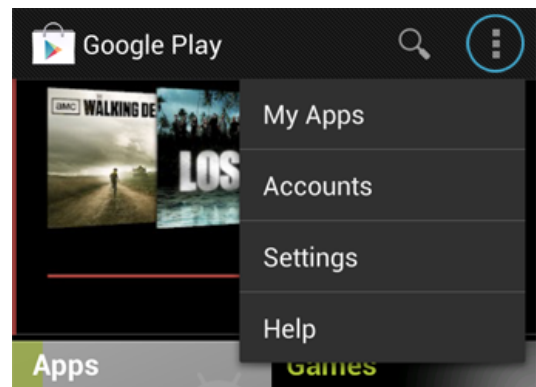 Google Play
AMC WALKING DE
LOS
My Apps
Accounts
Settings
Help
Apps
Games